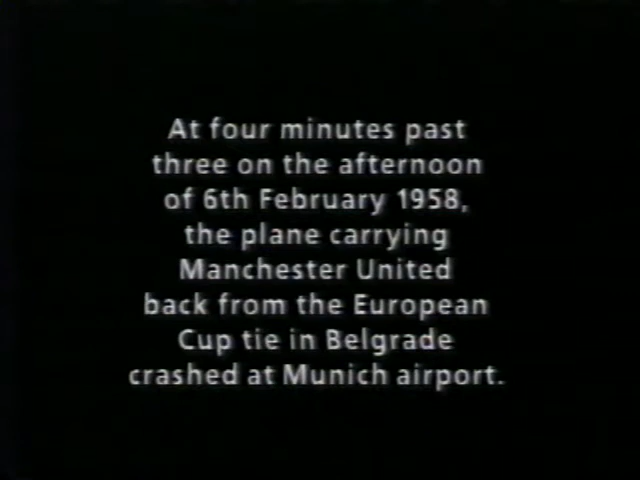 At four minutes past
three on the afternoon
of 6th February 1958,
the plane carrying
Manchester United
back from the European
Cup tie in Belgrade
crashed at Munich airport.